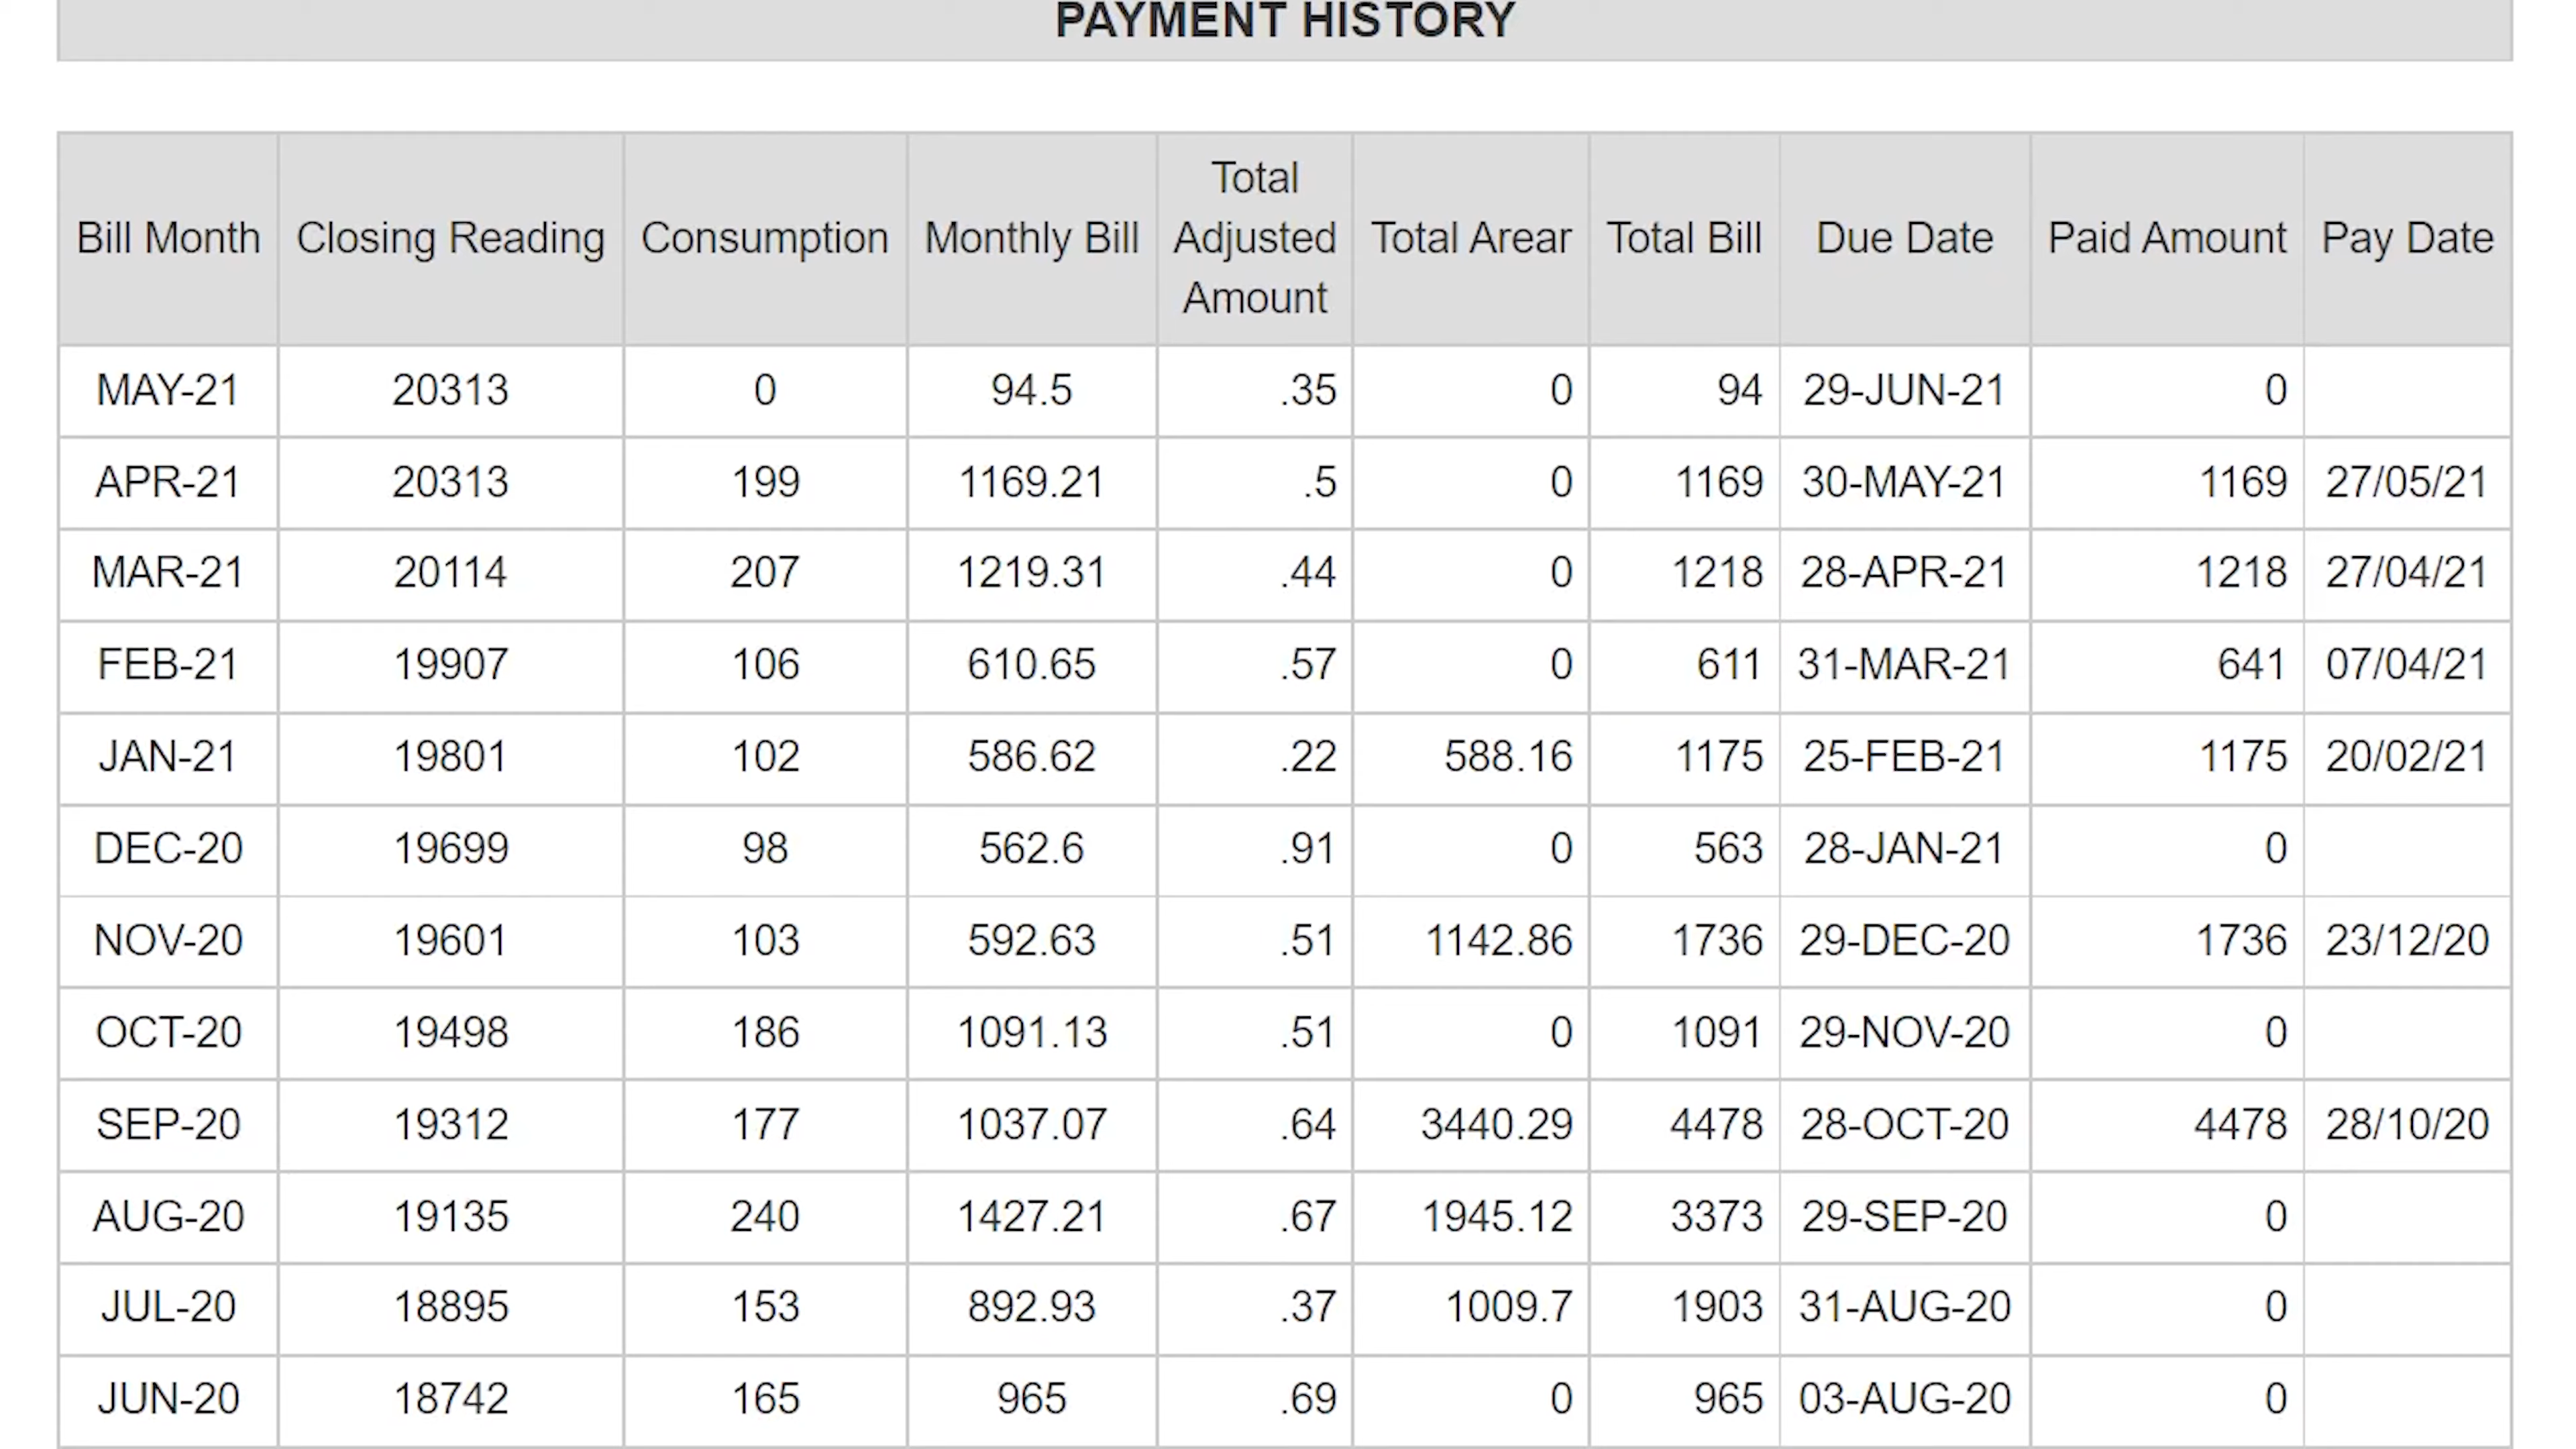 PAYMENT HISTORY
Bill Month Closing Reading Consumption Monthly Bill Total Adjusted Amount Total Arear Total Bill Due Date Paid Amount Pay Date
MAY-21 20313 0 94.5 .35 0 94 29-JUN-21 0
APR-21 20313 199 1169.21 .5 0 1169 30-MAY-21 1169 27/05/21
MAR-21 20114 207 1219.31 .44 0 1218 28-APR-21 1218 27/04/21
FEB-21 19907 106 610.65 .57 0 611 31-MAR-21 641 07/04/21
JAN-21 19801 102 586.62 .22 588.16 1175 25-FEB-21 1175 20/02/21
DEC-20 19699 98 562.6 .91 0 563 28-JAN-21 0
NOV-20 19601 103 592.63 .51 1142.86 1736 29-DEC-20 1736 23/12/20
OCT-20 19498 186 1091.13 .51 0 1091 29-NOV-20 0
SEP-20 19312 177 1037.07 .64 3440.29 4478 28-OCT-20 4478 28/10/20
AUG-20 19135 240 1427.21 .67 1945.12 3373 29-SEP-20 0
JUL-20 18895 153 892.93 .37 1009.7 1903 31-AUG-20 0
JUN-20 18742 165 965 .69 0 965 03-AUG-20 0